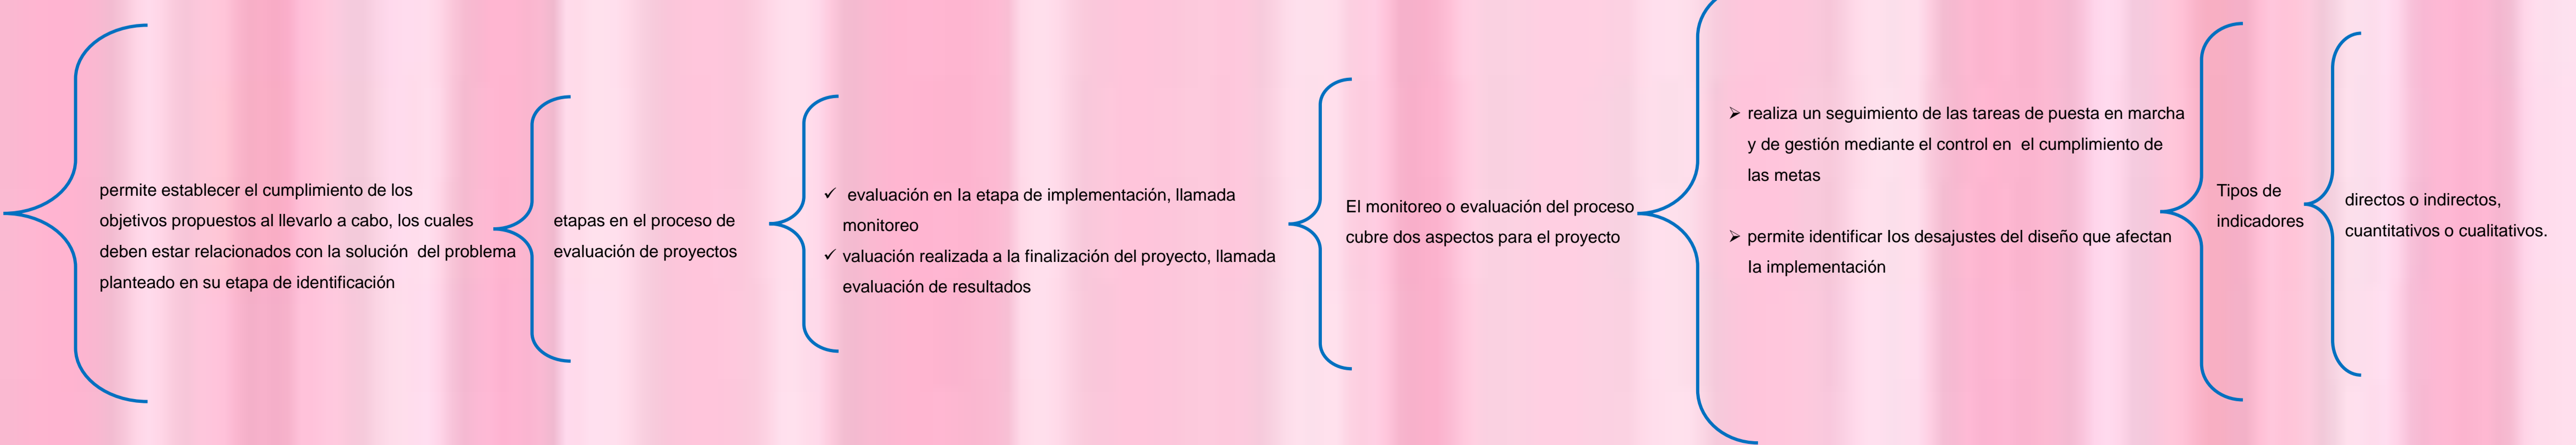 permite establecer el cumplimiento de los
objetivos propuestos al llevarlo a cabo, los cuales
deben estar relacionados con la solución  del problema
planteado en su etapa de identificación
etapas en el proceso de
evaluación de proyectos
✓ evaluación en la etapa de implementación, llamada
monitoreo
✓ valuación realizada a la finalización del proyecto, llamada
evaluación de resultados
El monitoreo o evaluación del proceso
cubre dos aspectos para el proyecto
➢ realiza un seguimiento de las tareas de puesta en marcha
y de gestión mediante el control en  el cumplimiento de
las metas
➢ permite identificar los desajustes del diseño que afectan
la implementación
Tipos de
indicadores
directos o indirectos,
cuantitativos o cualitativos.